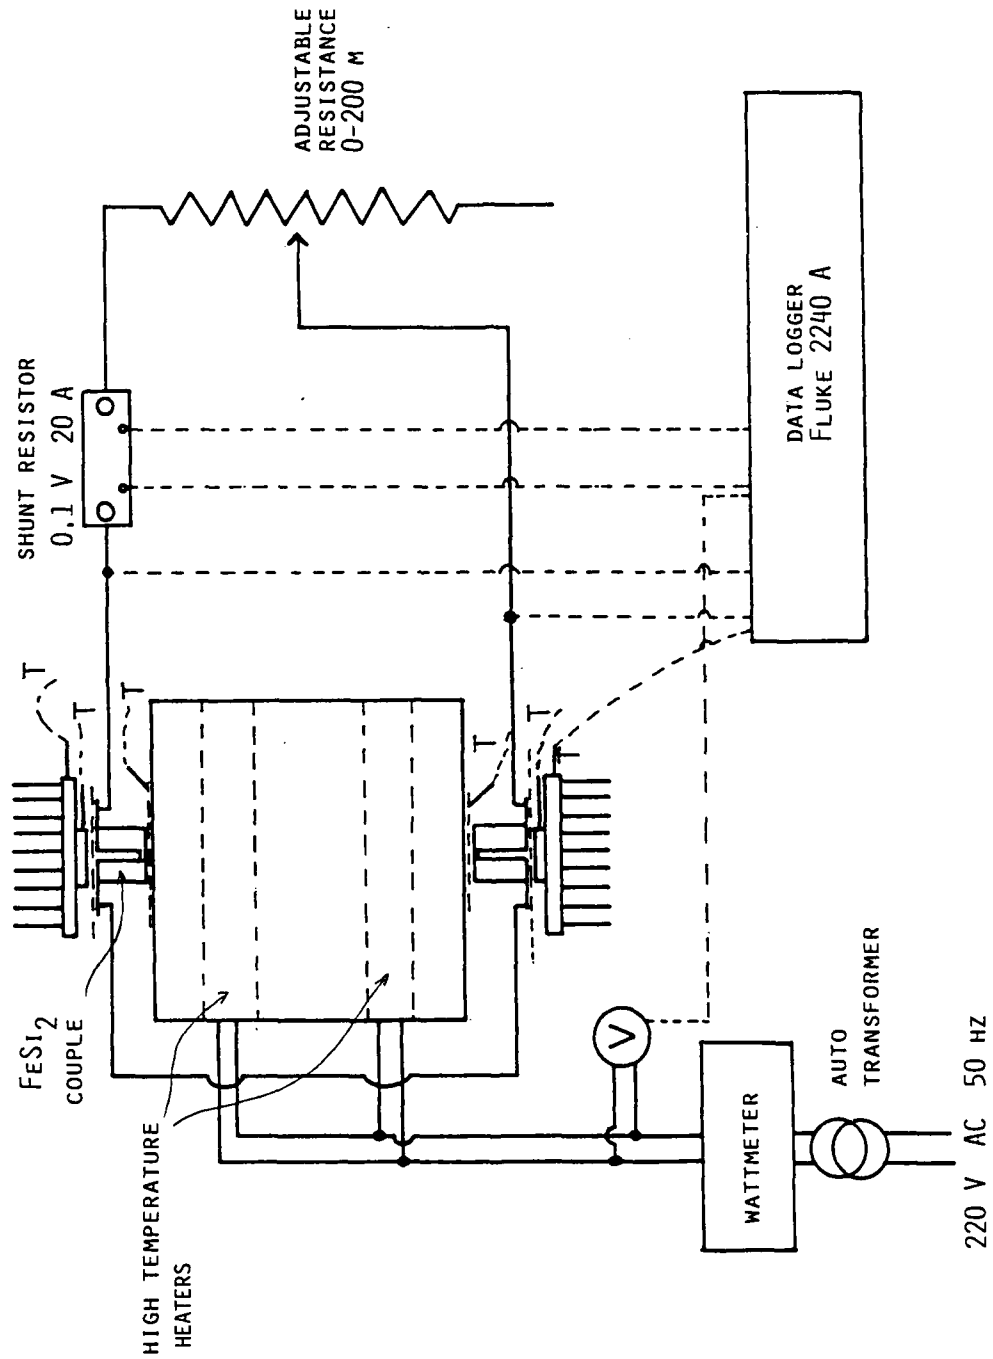 SHUNT RESISTOR
0.1 V 20 A
ADJUSTABLE
RESISTANCE
0-200 M
FESI2
COUPLE
T
T
T
T
T
T
HIGH TEMPERATURE
HEATERS
V
WATTMETER
AUTO
TRANSFORMER
220 V AC 50 HZ
DATA LOGGER
FLUKE 2240 A